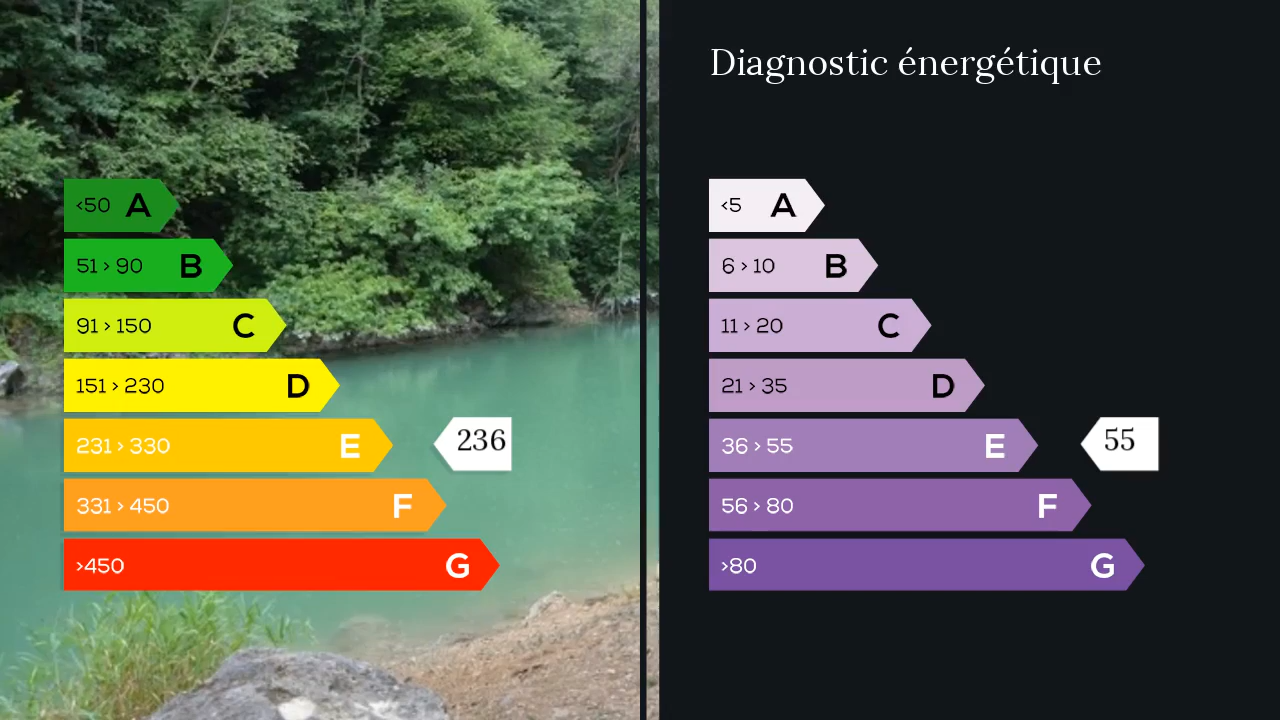 Diagnostic énergétique
<50 A
51 > 90 B
91 > 150 C
151 > 230 D
231 > 330 E
236
331 > 450 F
>450 G
<5 A
6 > 10 B
11 > 20 C
21 > 35 D
36 > 55 E
55
56 > 80 F
>80 G